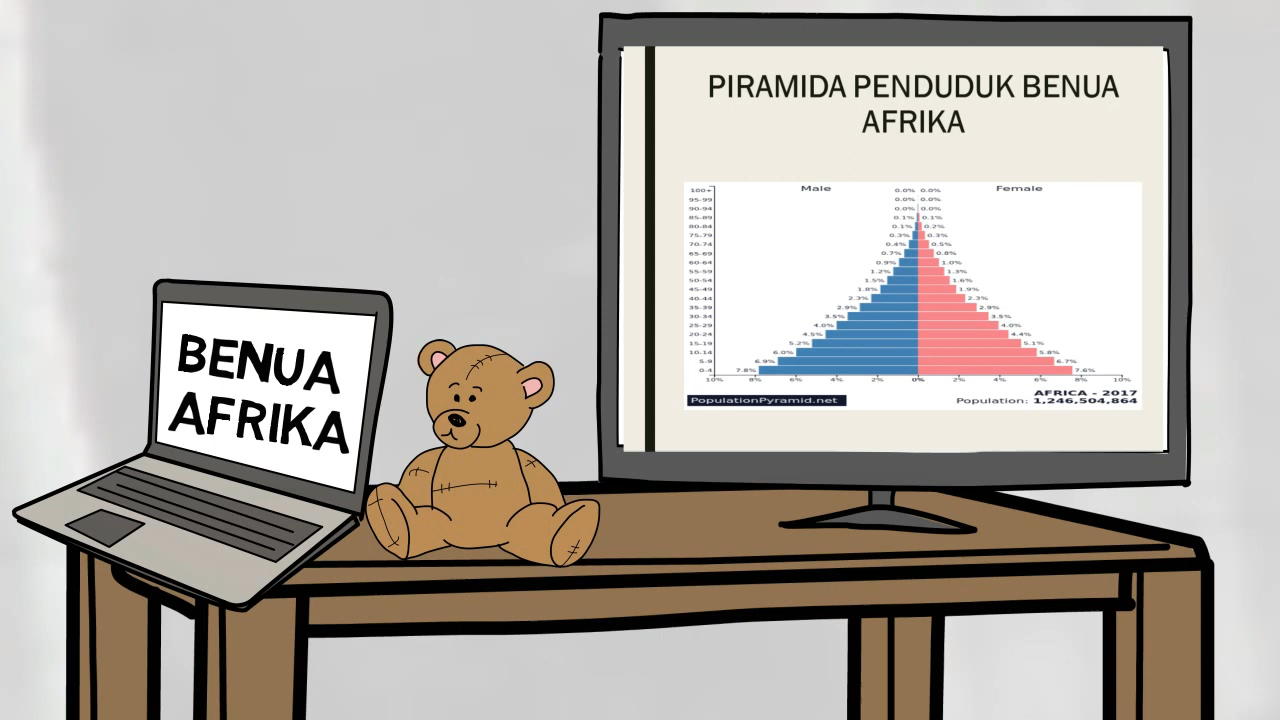 BENUA
AFRIKA
PIRAMIDA PENDUDUK BENUA
AFRIKA
Male
Female
100+ 0.0% 0.0%
95-99 0.0% 0.0%
90-94 0.0% 0.0%
85-89 0.1% 0.1%
80-84 0.1% 0.2%
75-79 0.3% 0.3%
70-74 0.4% 0.5%
65-69 0.7% 0.8%
60-64 0.9% 1.0%
55-59 1.2% 1.3%
50-54 1.5% 1.6%
45-49 1.8% 1.9%
40-44 2.3% 2.3%
35-39 2.9% 2.9%
30-34 3.5% 3.5%
25-29 4.0% 4.0%
20-24 4.5% 4.4%
15-19 5.2% 5.1%
10-14 6.0% 5.8%
5-9 6.9% 6.7%
0-4 7.8% 7.6%
10% 8% 6% 4% 2% 0% 2% 4% 6% 8% 10%
PopulationPyramid.net
AFRICA - 2017
Population: 1,246,504,864